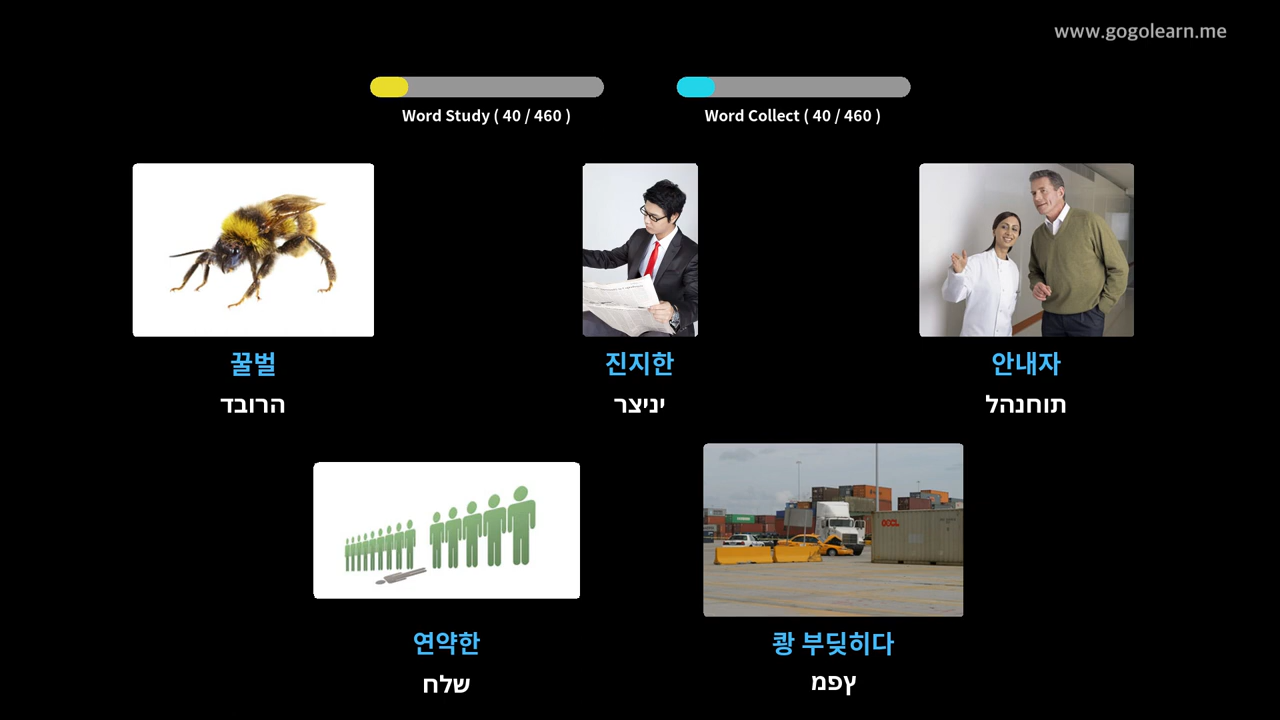 www.gogolearn.me
Word Study ( 40 / 460 )
Word Collect ( 40 / 460 )
꿀벌
הרובד
진지한
יניצר
안내자
תוחנהל
연약한
שלח
쾅 부딪히다
ץפמ